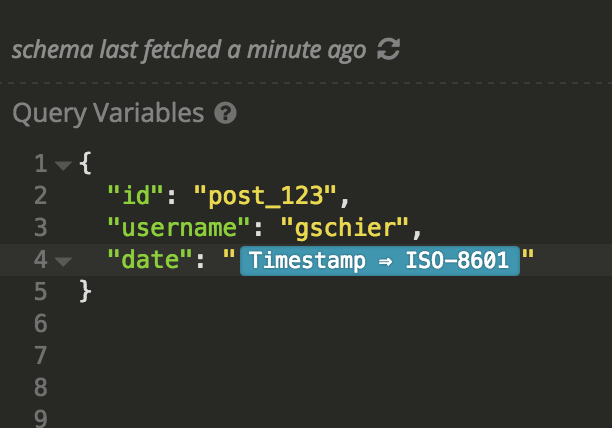 schema last fetched a minute ago
Query Variables ?
1 {
2 "id": "post_123",
3 "username": "gschier",
4 "date": "Timestamp ⇒ ISO-8601"
5 }
6
7
8
9